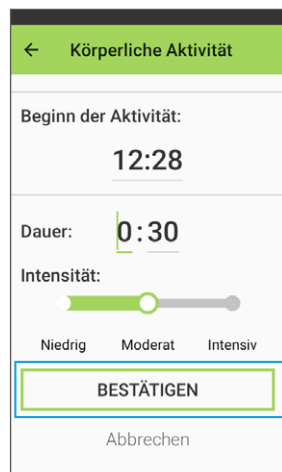 Körperliche Aktivität
Beginn der Aktivität:
12:28
Dauer: 0:30
Intensität:
Niedrig Moderat Intensiv
BESTÄTIGEN
Abbrechen